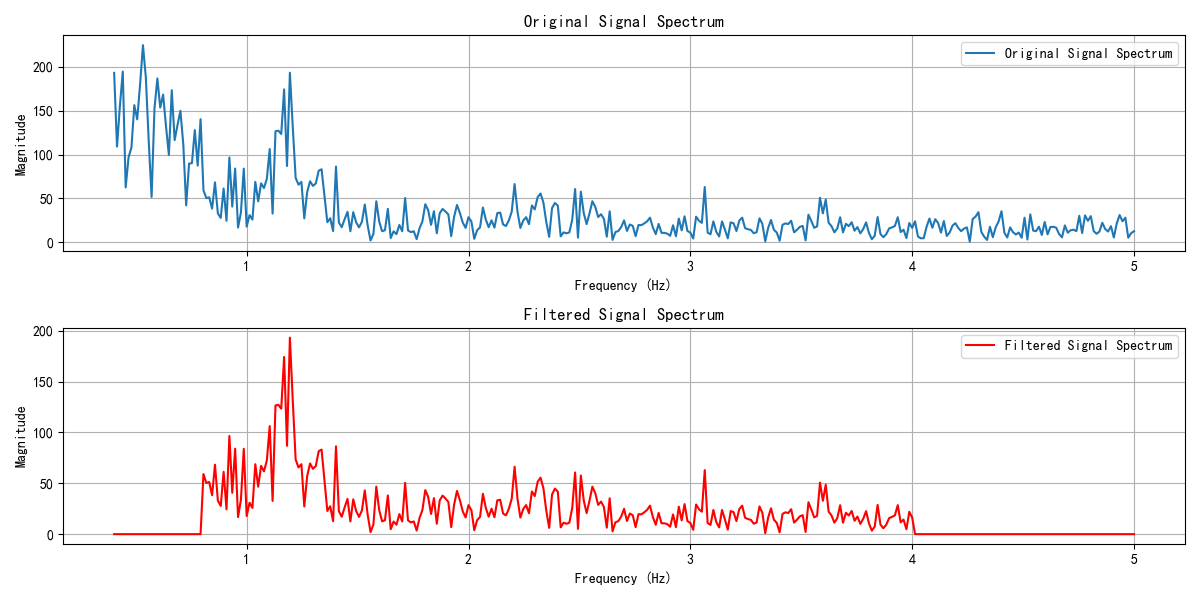 Original Signal Spectrum
Original Signal Spectrum
Magnitude
200
150
100
50
0
1
2
3
4
5
Frequency (Hz)
Filtered Signal Spectrum
Filtered Signal Spectrum
Magnitude
200
150
100
50
0
1
2
3
4
5
Frequency (Hz)